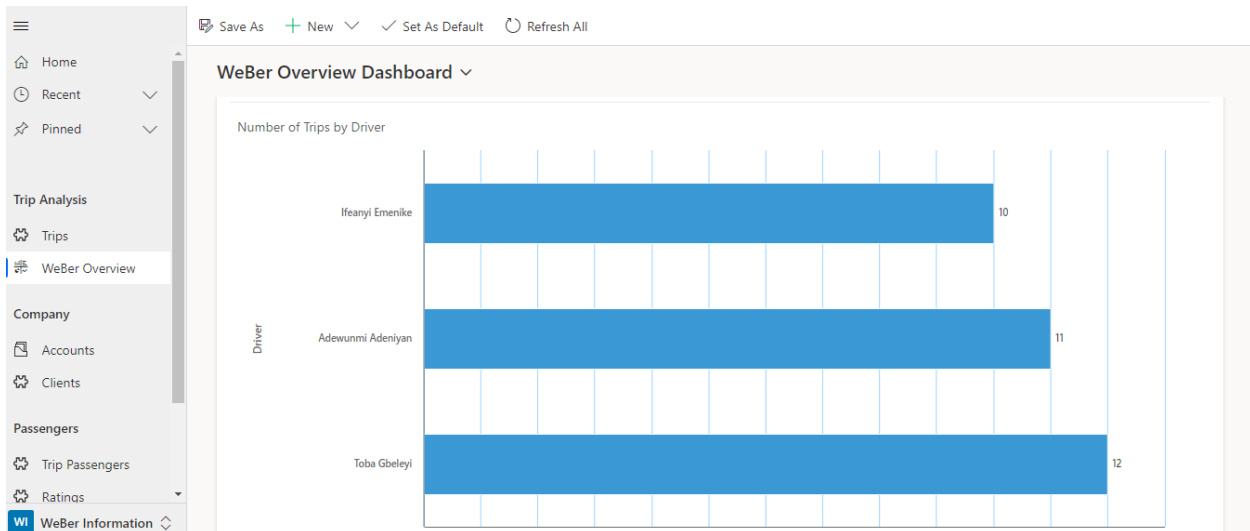 Save As
New
Set As Default
Refresh All
Home
Recent
Pinned
Trip Analysis
Trips
WeBer Overview
Company
Accounts
Clients
Passengers
Trip Passengers
Ratings
WI WeBer Information
WeBer Overview Dashboard
Number of Trips by Driver
Driver
Ifeanyi Emenike 10
Adewunmi Adeniyan 11
Toba Gbeleyi 12